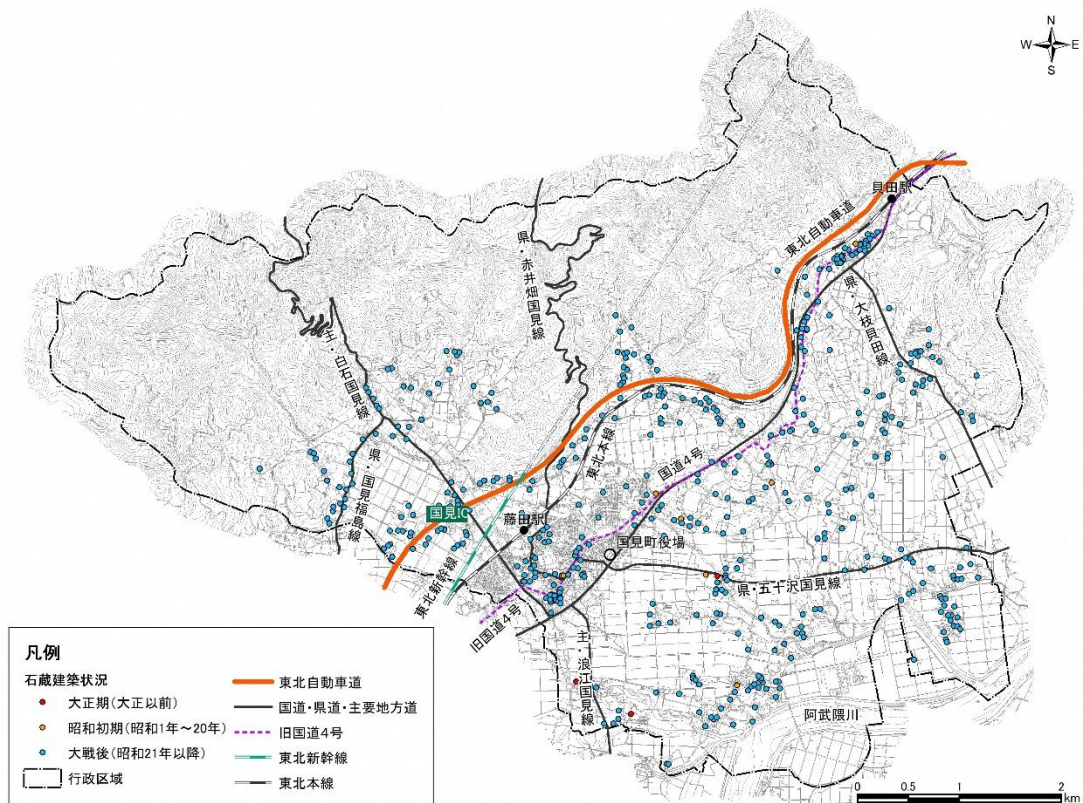 N
W E
S
貝田駅
東北自動車道
県・赤井畑国見線
県・大枝貝田線
主・白石国見線
東北本線
国道4号
県・国見福島線
国見IC
藤田駅
国見町役場
東北新幹線
県・五十沢国見線
旧国道4号
主・浪江国見線
阿武隈川
凡例
石蔵建築状況
大正期(大正以前)
昭和初期(昭和1年~20年)
大戦後(昭和21年以降)
行政区域
東北自動車道
国道・県道・主要地方道
旧国道4号
東北新幹線
東北本線
0 0.5 1 2
km